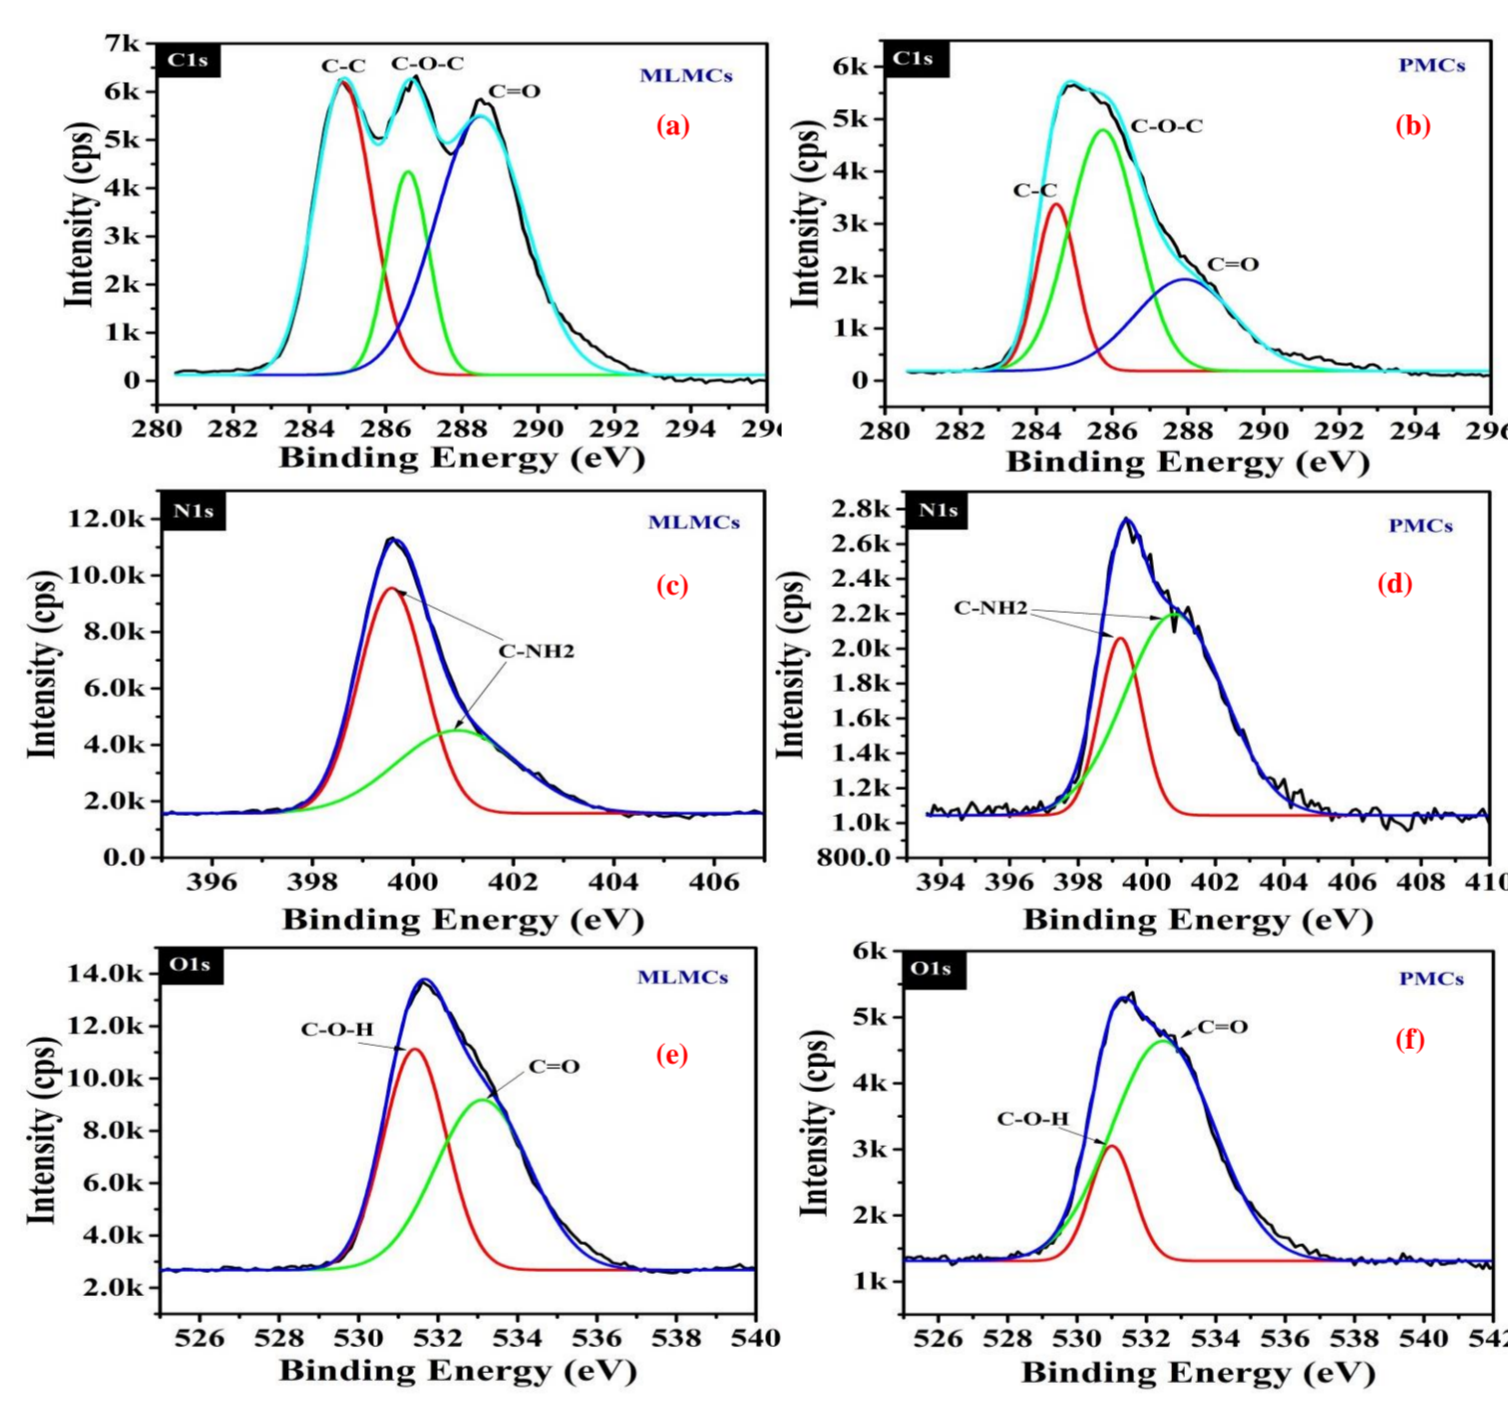 C1s
MLMCs
(a)
C-C
C-O-C
C=O
7k
6k
5k
4k
3k
2k
1k
0
Intensity (cps)
280 282 284 286 288 290 292 294
Binding Energy (eV)
C1s
PMCs
(b)
C-O-C
C-C
C=O
6k
5k
4k
3k
2k
1k
0
Intensity (cps)
280 282 284 286 288 290 292 294 296
Binding Energy (eV)
N1s
MLMCs
(c)
C-NH2
12.0k
10.0k
8.0k
6.0k
4.0k
2.0k
0.0
Intensity (cps)
396 398 400 402 404 406
Binding Energy (eV)
N1s
PMCs
(d)
C-NH2
2.8k
2.6k
2.4k
2.2k
2.0k
1.8k
1.6k
1.4k
1.2k
1.0k
800.0
Intensity (cps)
394 396 398 400 402 404 406 408 410
Binding Energy (eV)
O1s
MLMCs
(e)
C-O-H
C=O
14.0k
12.0k
10.0k
8.0k
6.0k
4.0k
2.0k
Intensity (cps)
526 528 530 532 534 536 538 540
Binding Energy (eV)
O1s
PMCs
(f)
C=O
C-O-H
6k
5k
4k
3k
2k
1k
Intensity (cps)
526 528 530 532 534 536 538 540 542
Binding Energy (eV)